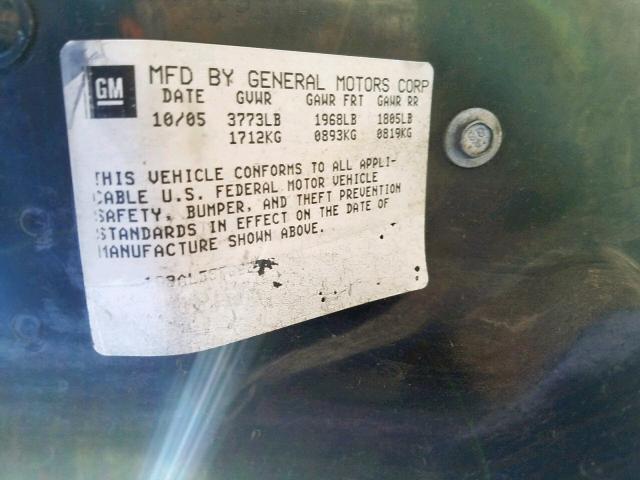 GM
MFD BY GENERAL MOTORS CORP
DATE GVWR GAWR FRT GAWR RR
10/05 3773LB 1968LB 1805LB
1712KG 0893KG 0819KG
THIS VEHICLE CONFORMS TO ALL APPLI-
CABLE U.S. FEDERAL MOTOR VEHICLE
SAFETY, BUMPER, AND THEFT PREVENTION
STANDARDS IN EFFECT ON THE DATE OF
MANUFACTURE SHOWN ABOVE.